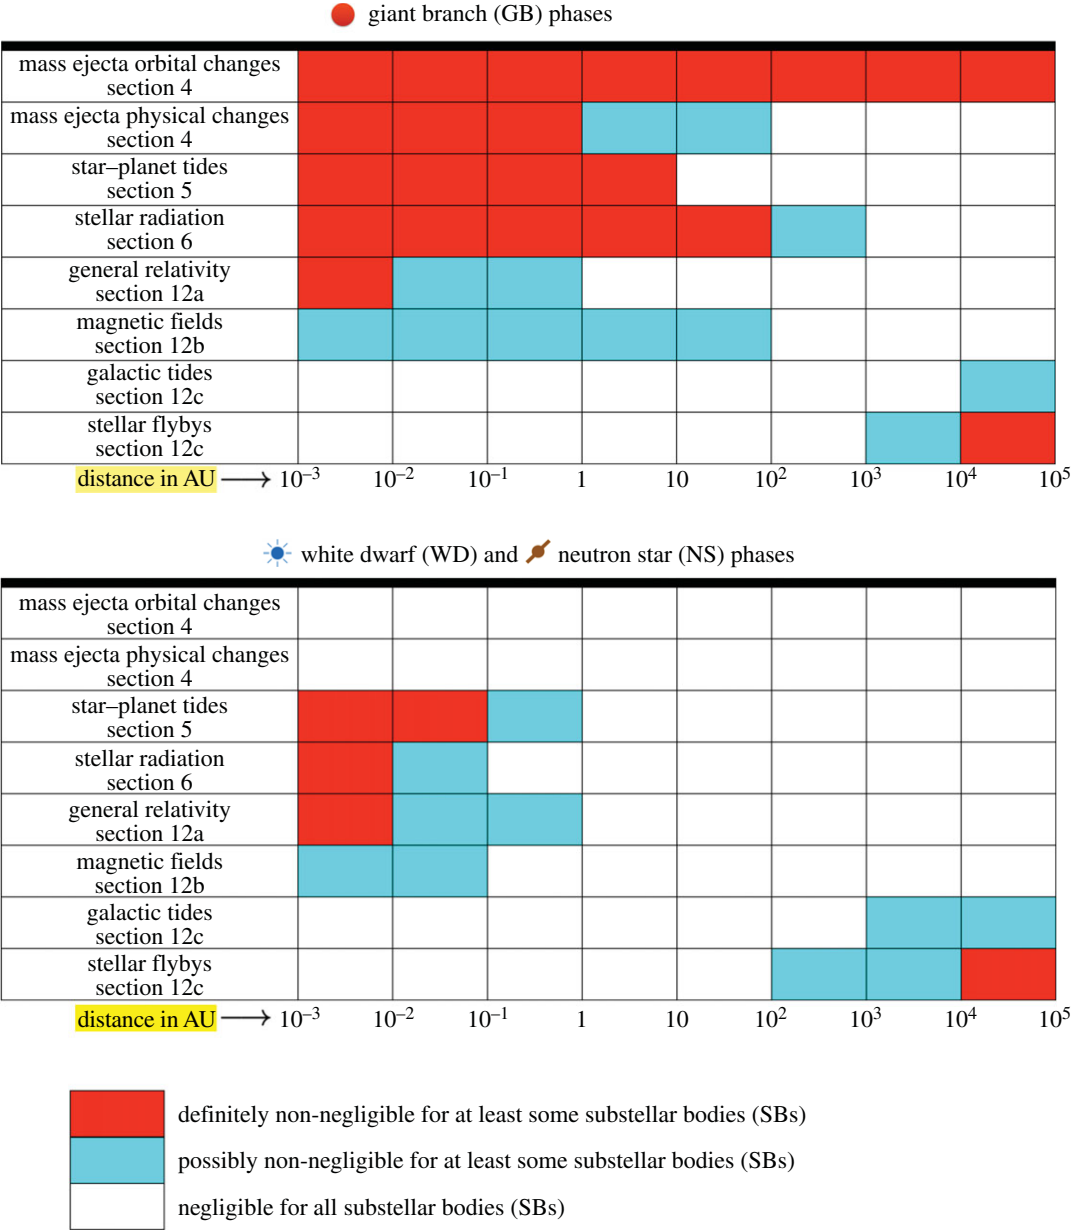 giant branch (GB) phases
mass ejecta orbital changes
section 4
mass ejecta physical changes
section 4
star–planet tides
section 5
stellar radiation
section 6
general relativity
section 12a
magnetic fields
section 12b
galactic tides
section 12c
stellar flybys
section 12c
distance in AU → 10⁻³ 10⁻² 10⁻¹ 1 10 10² 10³ 10⁴ 10⁵
white dwarf (WD) and neutron star (NS) phases
mass ejecta orbital changes
section 4
mass ejecta physical changes
section 4
star–planet tides
section 5
stellar radiation
section 6
general relativity
section 12a
magnetic fields
section 12b
galactic tides
section 12c
stellar flybys
section 12c
distance in AU → 10⁻³ 10⁻² 10⁻¹ 1 10 10² 10³ 10⁴ 10⁵
definitely non-negligible for at least some substellar bodies (SBs)
possibly non-negligible for at least some substellar bodies (SBs)
negligible for all substellar bodies (SBs)